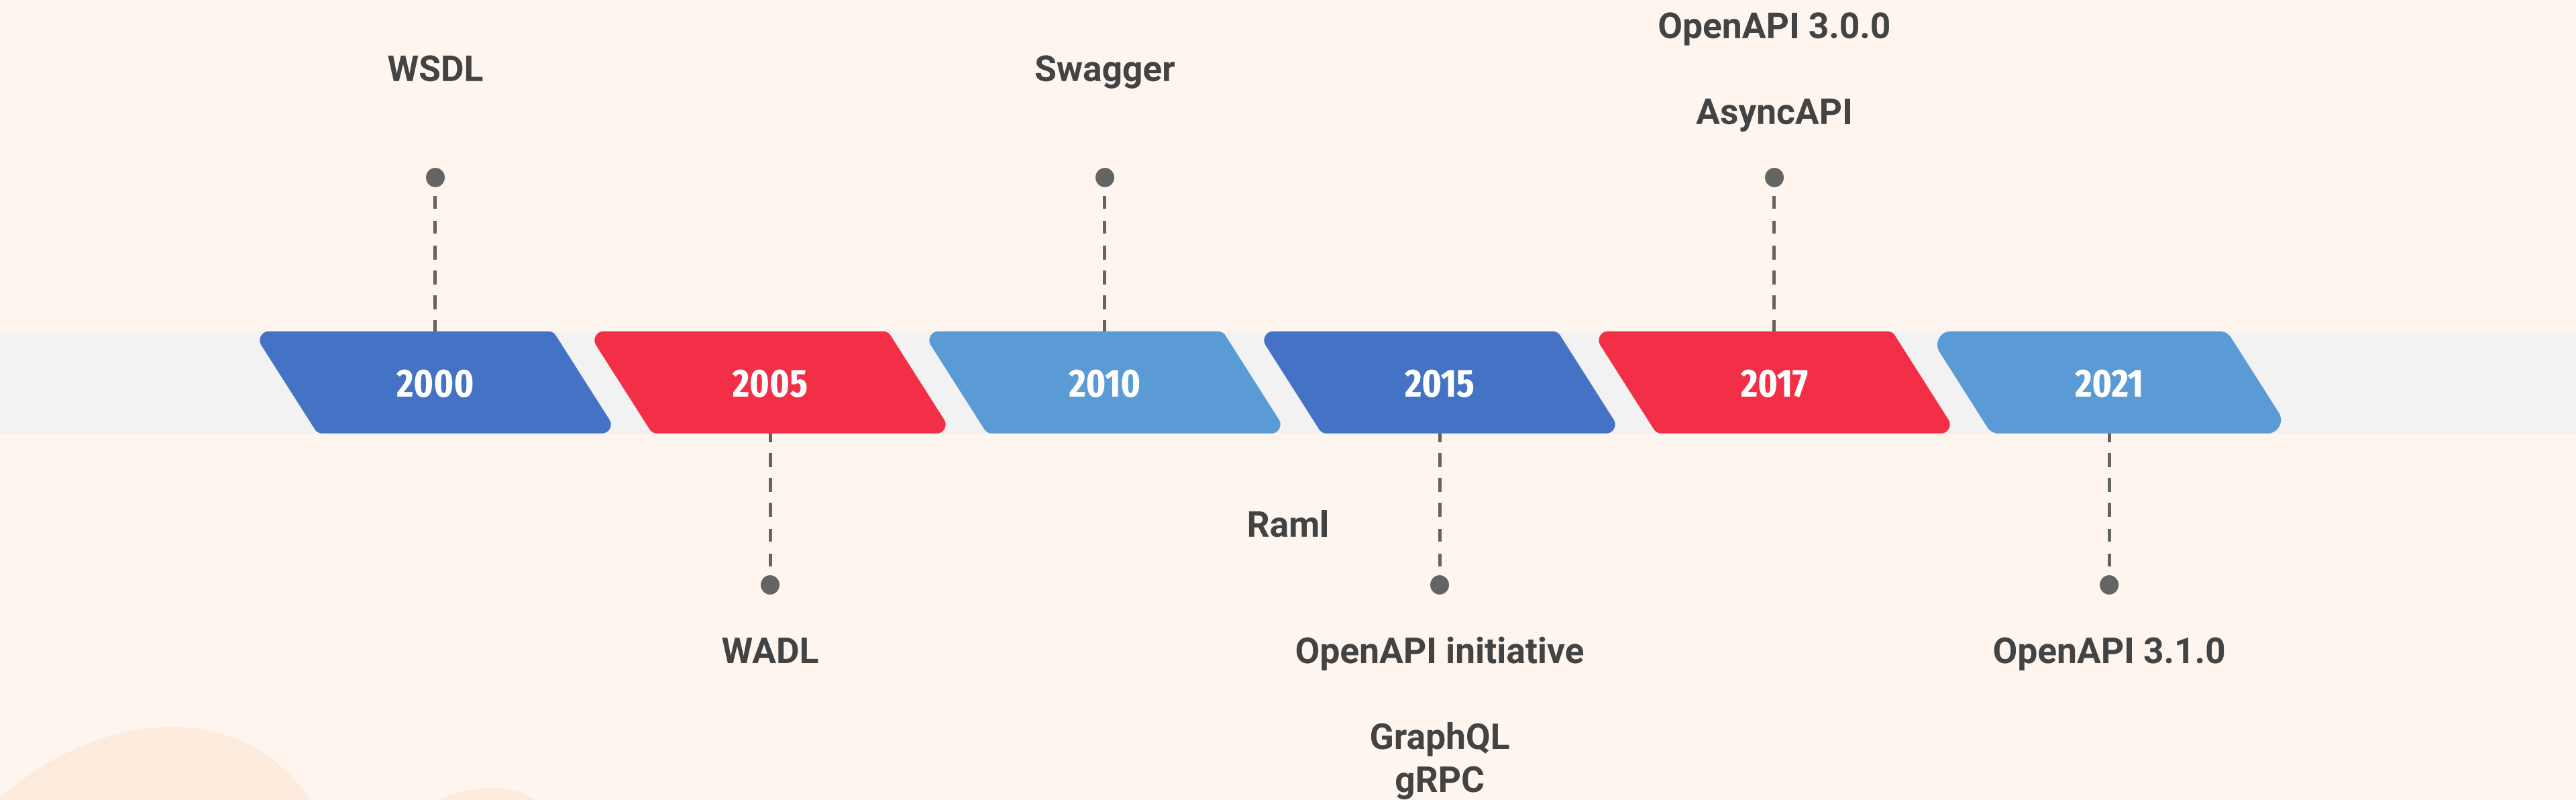 OpenAPI 3.0.0
WSDL
Swagger
AsyncAPI
2000
2005
2010
2015
2017
2021
Raml
WADL
OpenAPI initiative
OpenAPI 3.1.0
GraphQL
gRPC